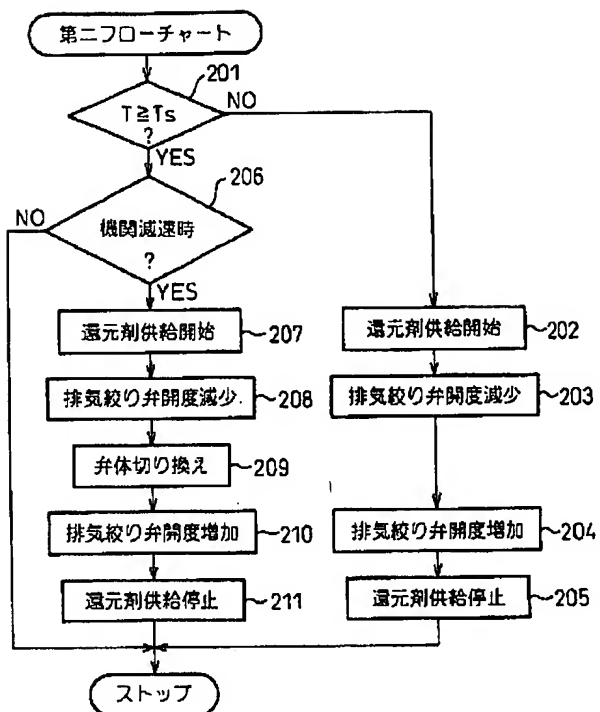 第二フローチャート
201
T≧Ts
?
NO
YES
206
NO
機関減速時
?
YES
還元剤供給開始
207
還元剤供給開始
202
排気絞り弁開度減少
208
排気絞り弁開度減少
203
弁体切り換え
209
排気絞り弁開度増加
210
排気絞り弁開度増加
204
還元剤供給停止
211
還元剤供給停止
205
ストップ